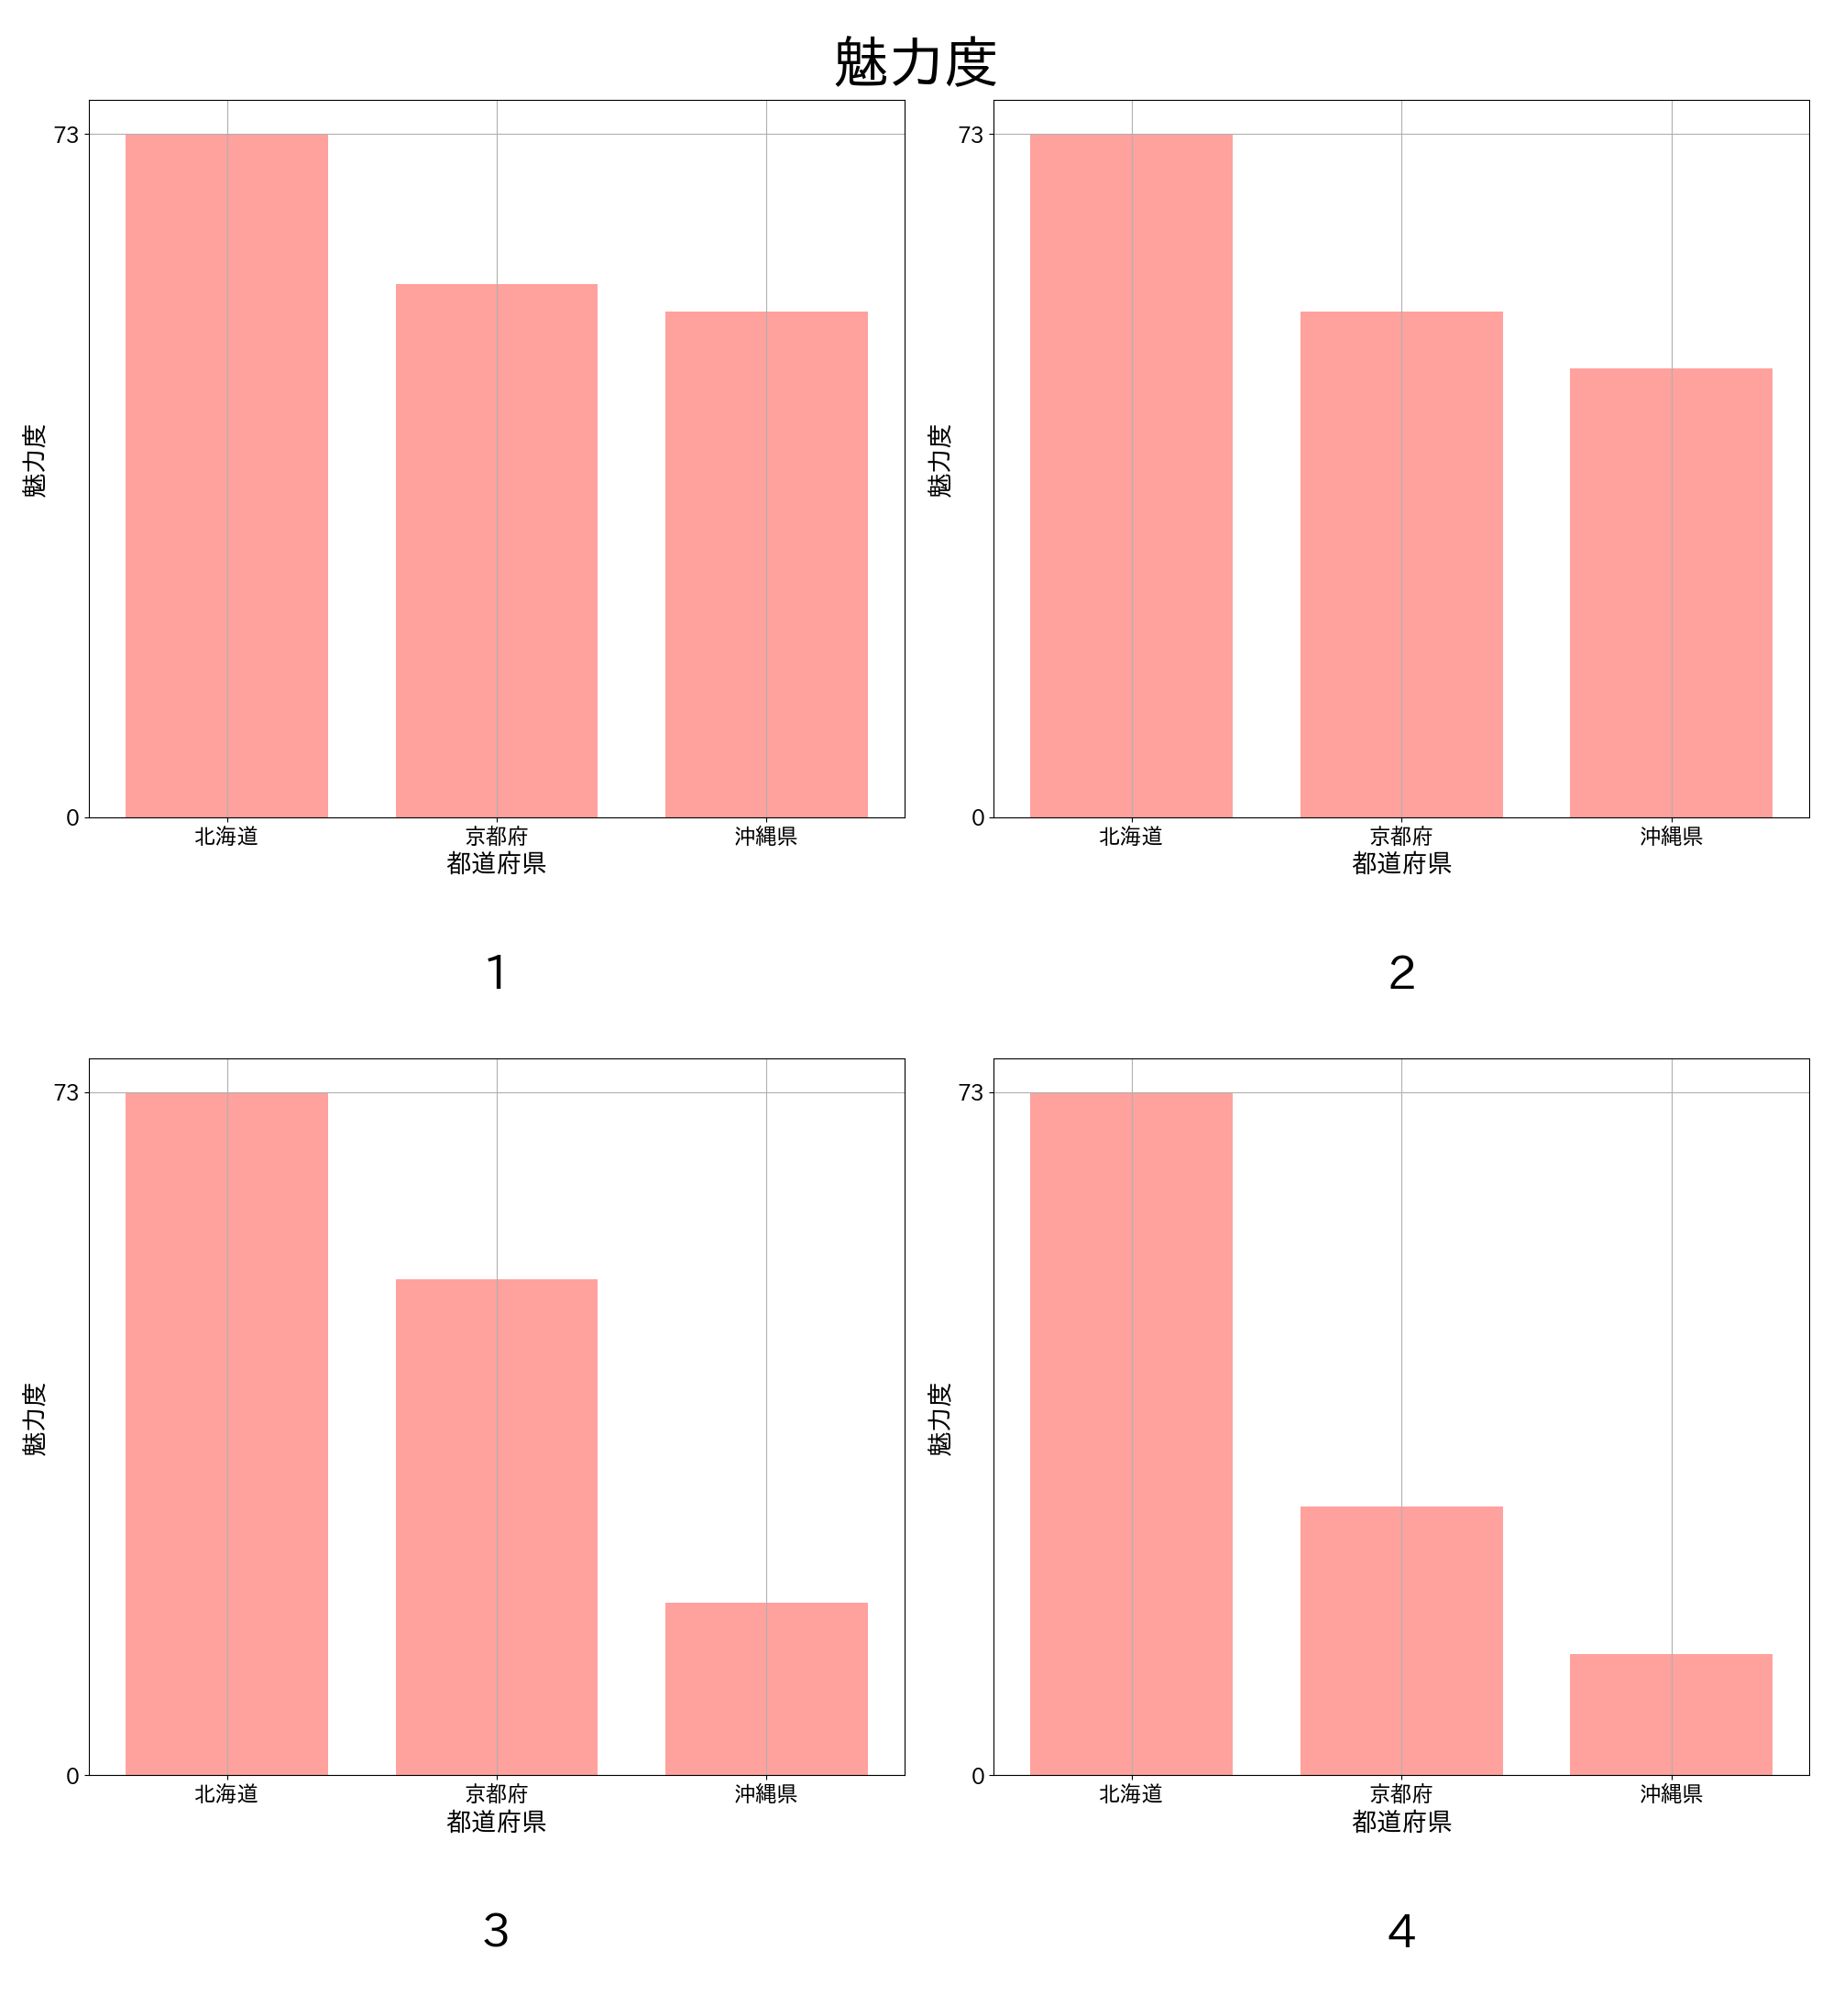 魅力度
73
0
魅力度
北海道 京都府 沖縄県
都道府県
1
73
0
魅力度
北海道 京都府 沖縄県
都道府県
2
73
0
魅力度
北海道 京都府 沖縄県
都道府県
3
73
0
魅力度
北海道 京都府 沖縄県
都道府県
4